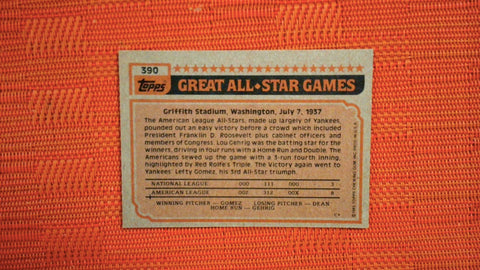 390
Topps
GREAT ALL★STAR GAMES
Griffith Stadium, Washington, July 7, 1937
The American League All-Stars, made up largely of Yankees,
pounded out an easy victory before a crowd which included
President Franklin D. Roosevelt plus cabinet officers and
members of Congress. Lou Gehrig was the batting star for the
winners, driving in four runs with a Home Run and Double. The
Americans sewed up the game with a 3-run fourth inning,
highlighted by Red Rolfe's Triple. The Victory again went to
Yankees' Lefty Gomez, his 3rd All-Star triumph.
NATIONAL LEAGUE 000 111 000 3
AMERICAN LEAGUE 002 312 00X 8
WINNING PITCHER — GOMEZ LOSING PITCHER — DEAN
HOME RUN — GEHRIG